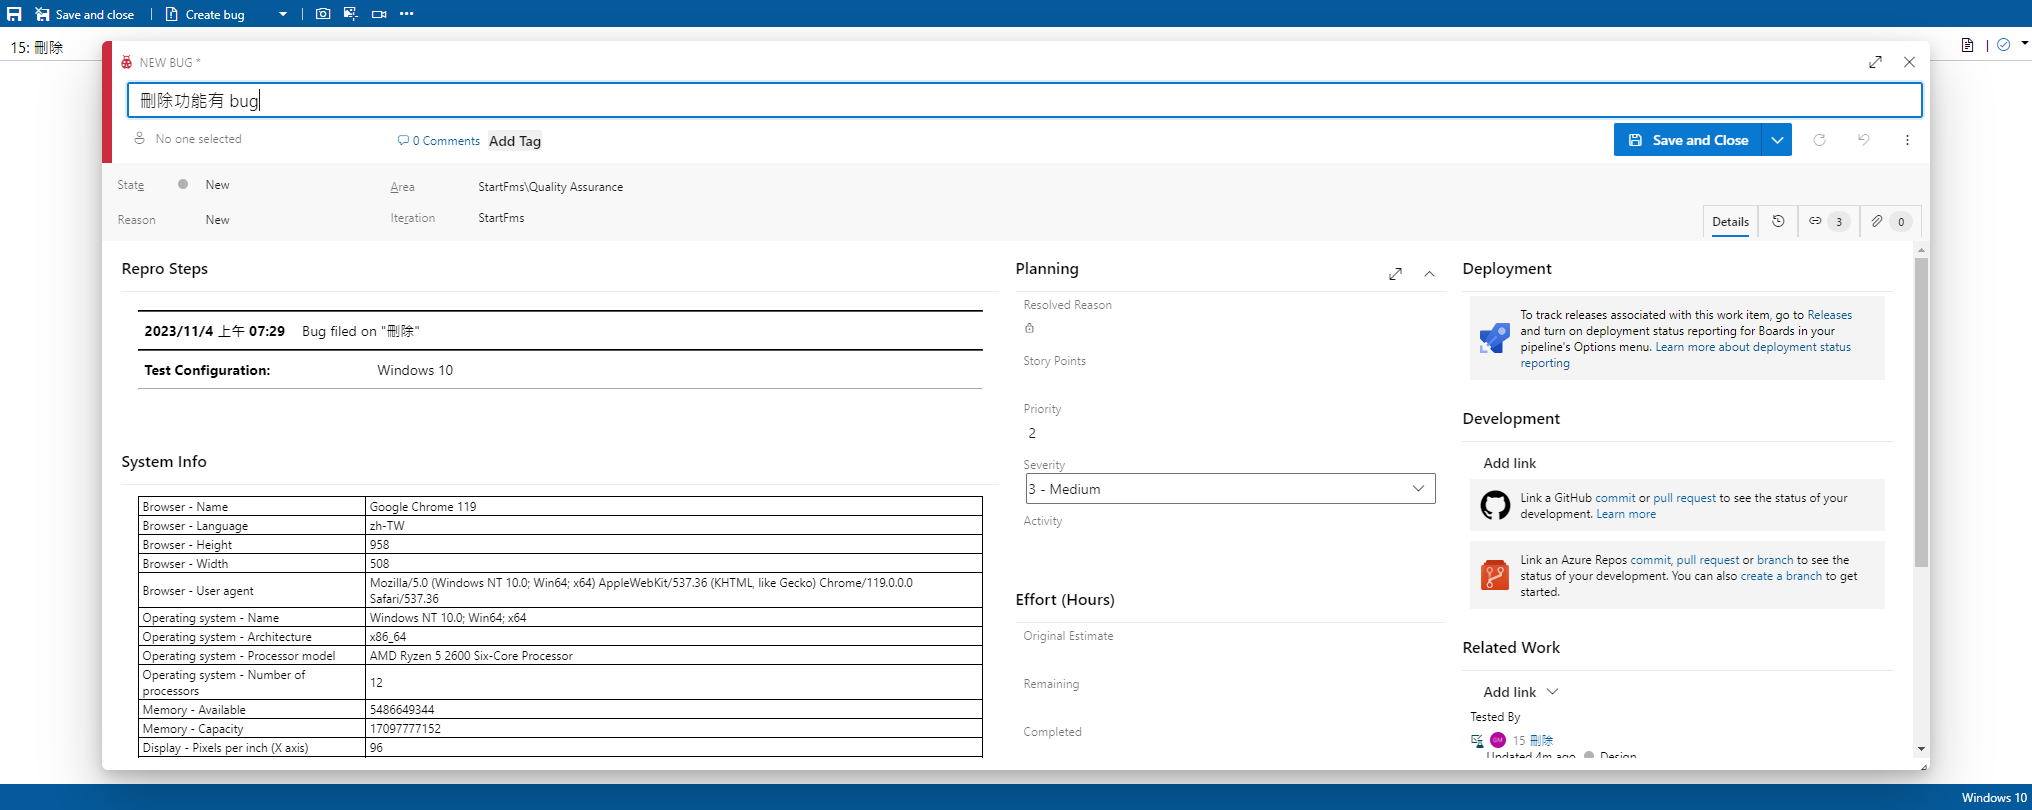 Save and close
Create bug
15: 刪除
NEW BUG *
刪除功能有 bug
No one selected
0 Comments
Add Tag
Save and Close
State
New
Area
StartFms\Quality Assurance
Reason
New
Iteration
StartFms
Details
3
0
Repro Steps
2023/11/4 上午 07:29 Bug filed on "刪除"
Test Configuration: Windows 10
System Info
Browser - Name Google Chrome 119
Browser - Language zh-TW
Browser - Height 958
Browser - Width 508
Browser - User agent Mozilla/5.0 (Windows NT 10.0; Win64; x64) AppleWebKit/537.36 (KHTML, like Gecko) Chrome/119.0.0.0
Safari/537.36
Operating system - Name Windows NT 10.0; Win64; x64
Operating system - Architecture x86_64
Operating system - Processor model AMD Ryzen 5 2600 Six-Core Processor
Operating system - Number of
processors 12
Memory - Available 5486649344
Memory - Capacity 17097777152
Display - Pixels per inch (X axis) 96
Planning
Resolved Reason
Story Points
Priority
2
Severity
3 - Medium
Activity
Effort (Hours)
Original Estimate
Remaining
Completed
Deployment
To track releases associated with this work item, go to Releases
and turn on deployment status reporting for Boards in your
pipeline's Options menu. Learn more about deployment status
reporting
Development
Add link
Link a GitHub commit or pull request to see the status of your
development. Learn more
Link an Azure Repos commit, pull request or branch to see the
status of your development. You can also create a branch to get
started.
Related Work
Add link
Tested By
GM 15 刪除
Updated 4m ago Design
Windows 10